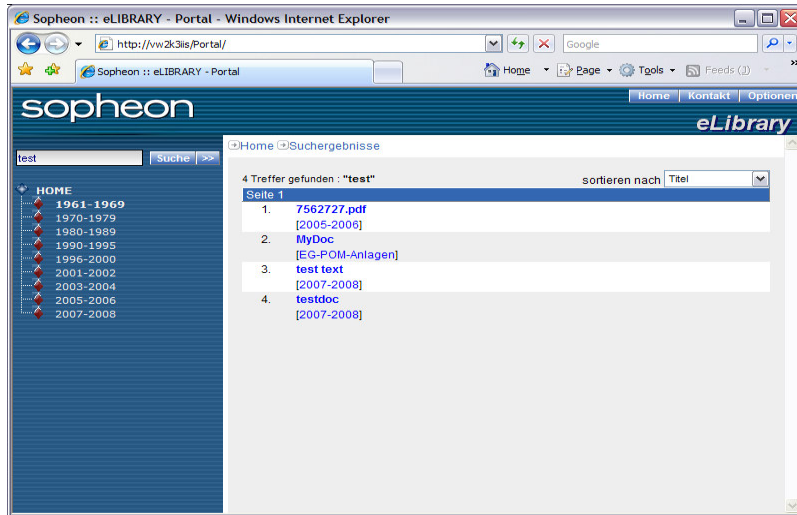 Sopheon :: eLIBRARY - Portal - Windows Internet Explorer
http://vw2k3iis/Portal/
Google
Sopheon :: eLIBRARY - Portal
Home
Page
Tools
Feeds (J)
»
sopheon
Home
Kontakt
Optionen
eLibrary
test
Suche
>>
Home Suchergebnisse
HOME
1961-1969
1970-1979
1980-1989
1990-1995
1996-2000
2001-2002
2003-2004
2005-2006
2007-2008
4 Treffer gefunden : "test"
sortieren nach Titel
Seite 1
1. 7562727.pdf
[2005-2006]
2. MyDoc
[EG-POM-Anlagen]
3. test text
[2007-2008]
4. testdoc
[2007-2008]